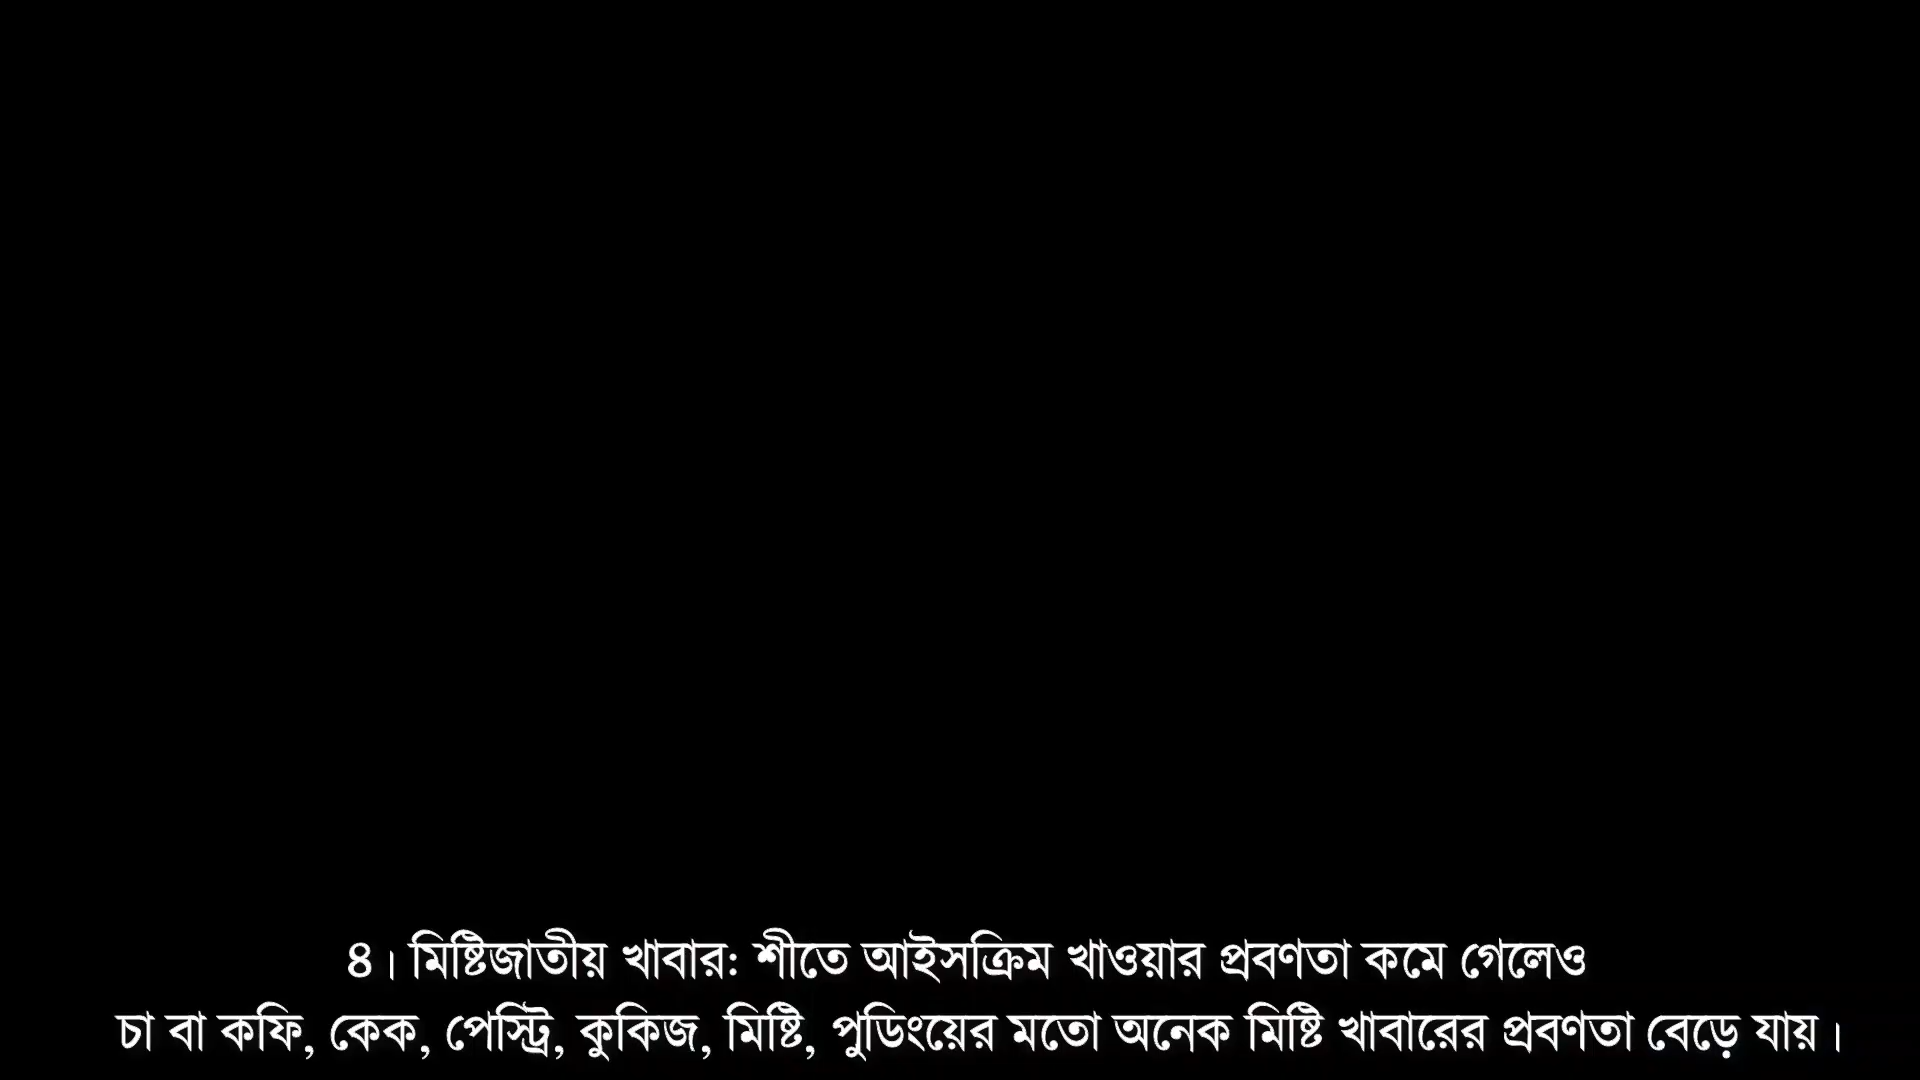 ৪। মিষ্টিজাতীয় খাবার: শীতে আইসক্রিম খাওয়ার প্রবণতা কমে গেলেও
চা বা কফি, কেক, পেস্ট্রি, কুকিজ, মিষ্টি, পুডিংয়ের মতো অনেক মিষ্টি খাবারের প্রবণতা বেড়ে যায়।